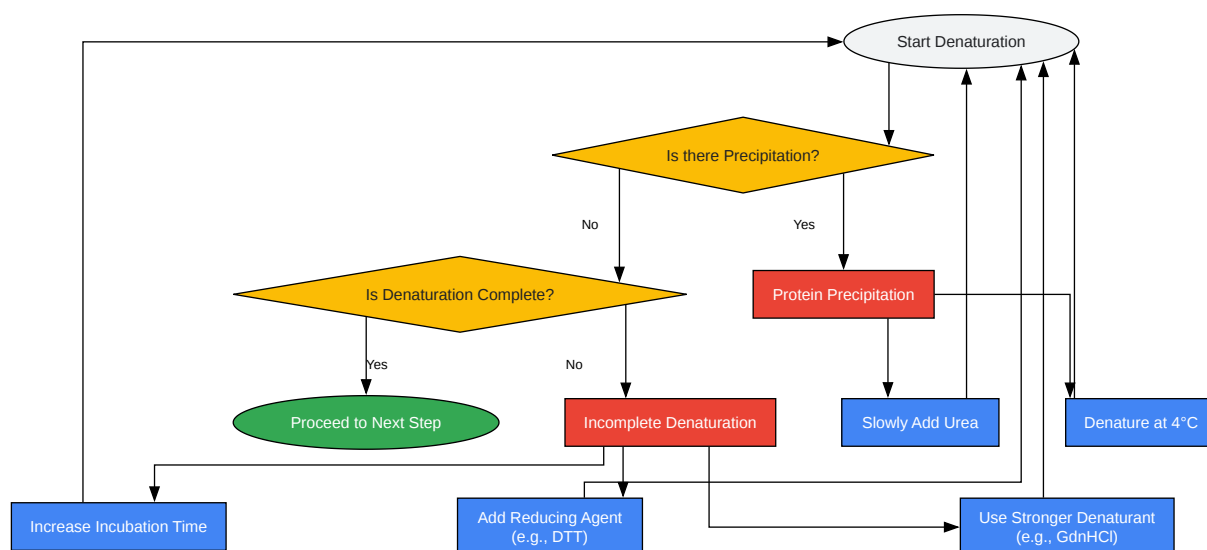 Start Denaturation
Is there Precipitation?
No
Yes
Is Denaturation Complete?
Protein Precipitation
Yes
No
Proceed to Next Step
Incomplete Denaturation
Slowly Add Urea
Denature at 4°C
Increase Incubation Time
Add Reducing Agent
(e.g., DTT)
Use Stronger Denaturant
(e.g., GdnHCl)